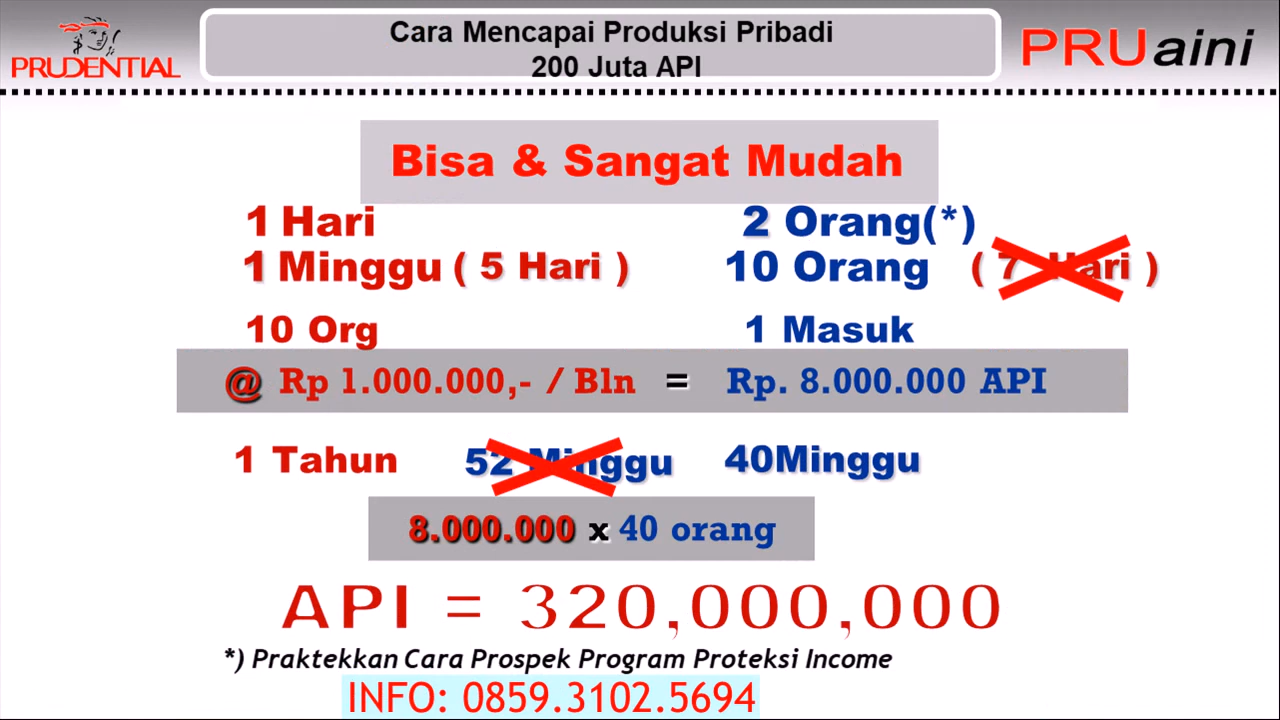 PRUDENTIAL
Cara Mencapai Produksi Pribadi
200 Juta API
PRUaini
Bisa & Sangat Mudah
1 Hari 2 Orang(*)
1 Minggu ( 5 Hari ) 10 Orang ( 7 Hari )
10 Org 1 Masuk
@ Rp 1.000.000,- / Bln = Rp. 8.000.000 API
1 Tahun 52 Minggu 40Minggu
8.000.000 x 40 orang
API = 320,000,000
*) Praktekkan Cara Prospek Program Proteksi Income
INFO: 0859.3102.5694